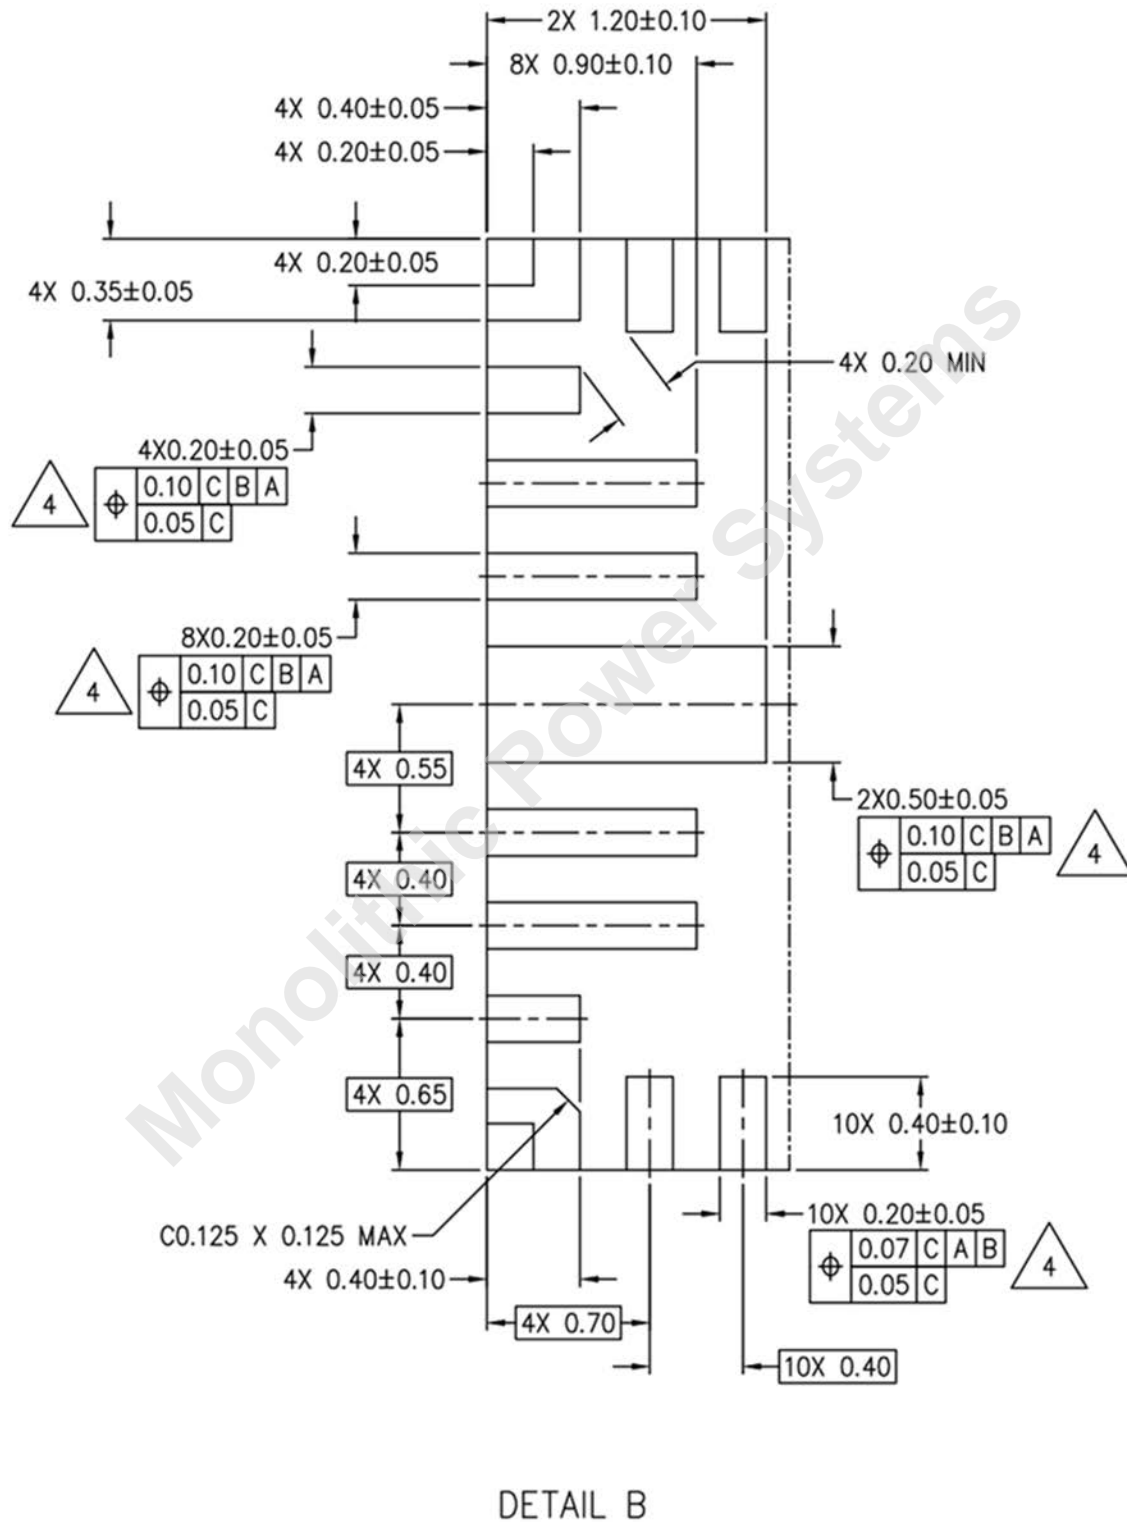 2X 1.20±0.10
8X 0.90±0.10
4X 0.40±0.05
4X 0.20±0.05
4X 0.20±0.05
4X 0.35±0.05
4X 0.20 MIN
4X0.20±0.05
4
⌖ 0.10 C B A
0.05 C
8X0.20±0.05
4
⌖ 0.10 C B A
0.05 C
4X 0.55
2X0.50±0.05
⌖ 0.10 C B A
0.05 C
4
4X 0.40
4X 0.40
4X 0.65
10X 0.40±0.10
10X 0.20±0.05
⌖ 0.07 C A B
0.05 C
4
C0.125 X 0.125 MAX
4X 0.40±0.10
4X 0.70
10X 0.40
DETAIL B
Monolithic Power Systems